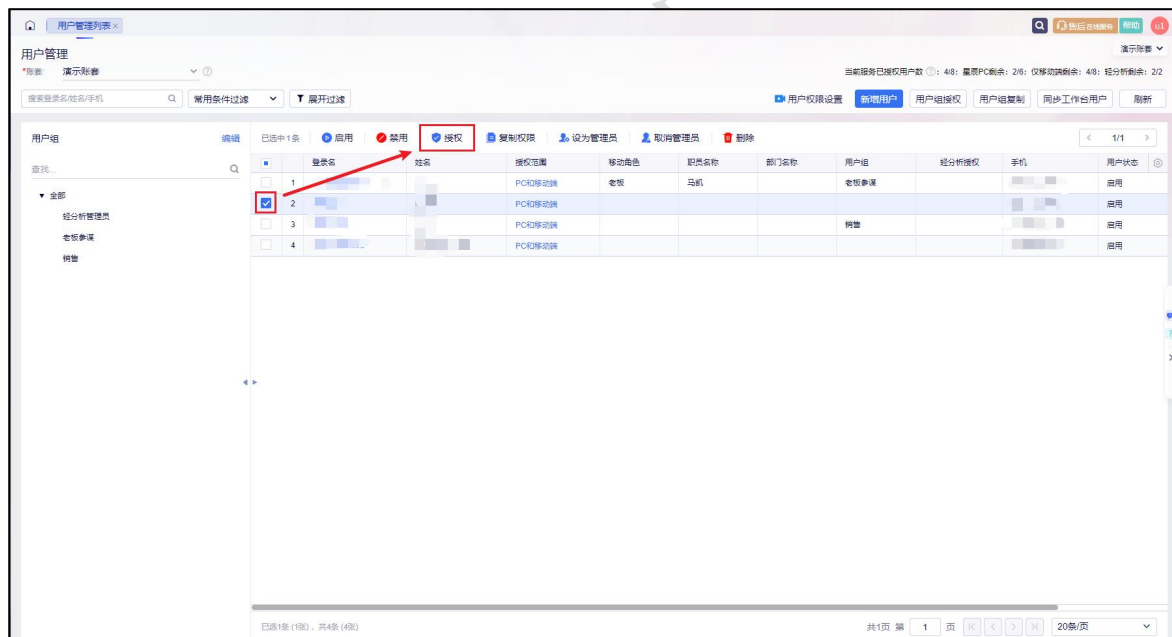 用户管理列表 ×
售后在线服务 帮助 u1
用户管理
演示账套
*账套: 演示账套
当前服务已授权用户数 ?: 4/8; 星辰PC剩余: 2/6; 仅移动端剩余: 4/8; 轻分析剩余: 2/2
搜索登录名/姓名/手机 常用条件过滤 展开过滤 用户权限设置 新增用户 用户组授权 用户组复制 同步工作台用户 刷新
用户组 编辑 已选中1条 启用 禁用 授权 复制权限 设为管理员 取消管理员 删除 < 1/1 >
查找...
登录名 姓名 授权范围 移动角色 职员名称 部门名称 用户组 轻分析授权 手机 用户状态
1 PC和移动端 老板 马帆 老板参谋 启用
全部
2 PC和移动端 启用
轻分析管理员
3 PC和移动端 销售 启用
老板参谋
4 PC和移动端 启用
销售
已选1条 (1张) , 共4条 (4张) 共1页 第 1 页 20条/页